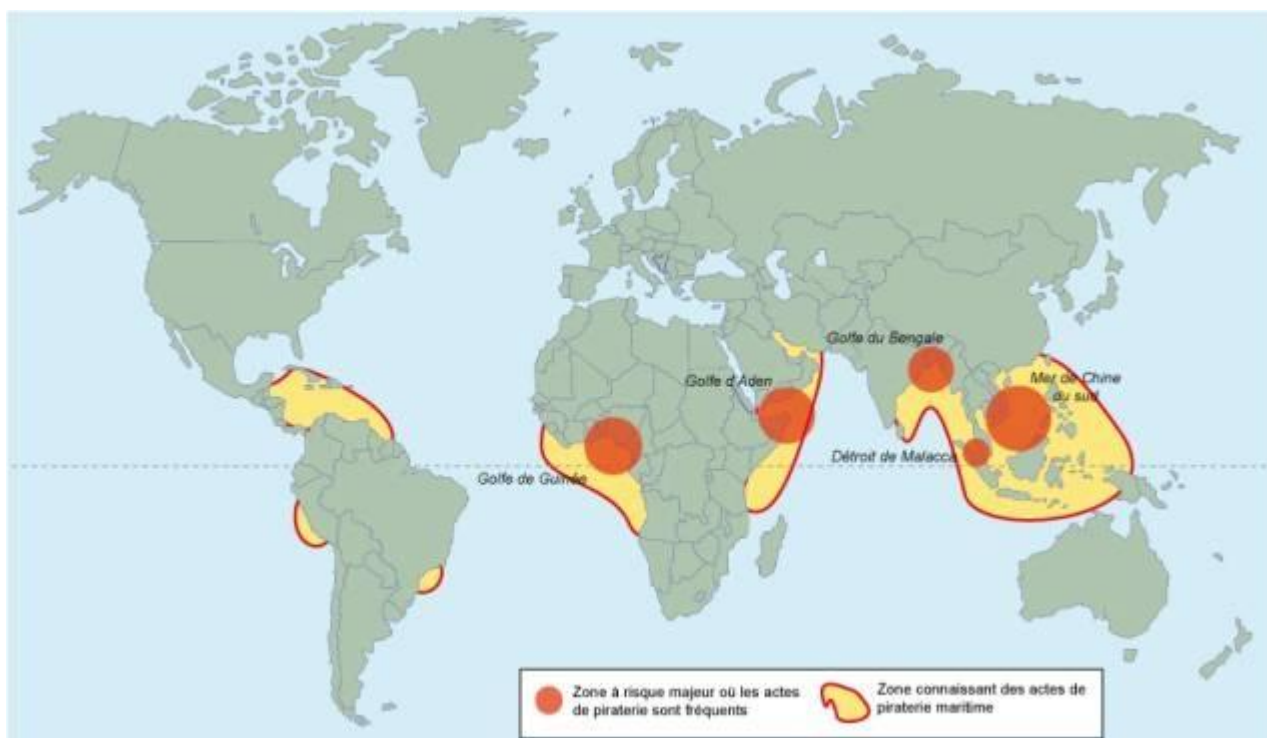 Golfe du Bengale
Golfe d'Aden
Mer de Chine
du sud
Détroit de Malacca
Golfe de Guinée
Zone à risque majeur où les actes
de piraterie sont fréquents
Zone connaissant des actes de
piraterie maritime